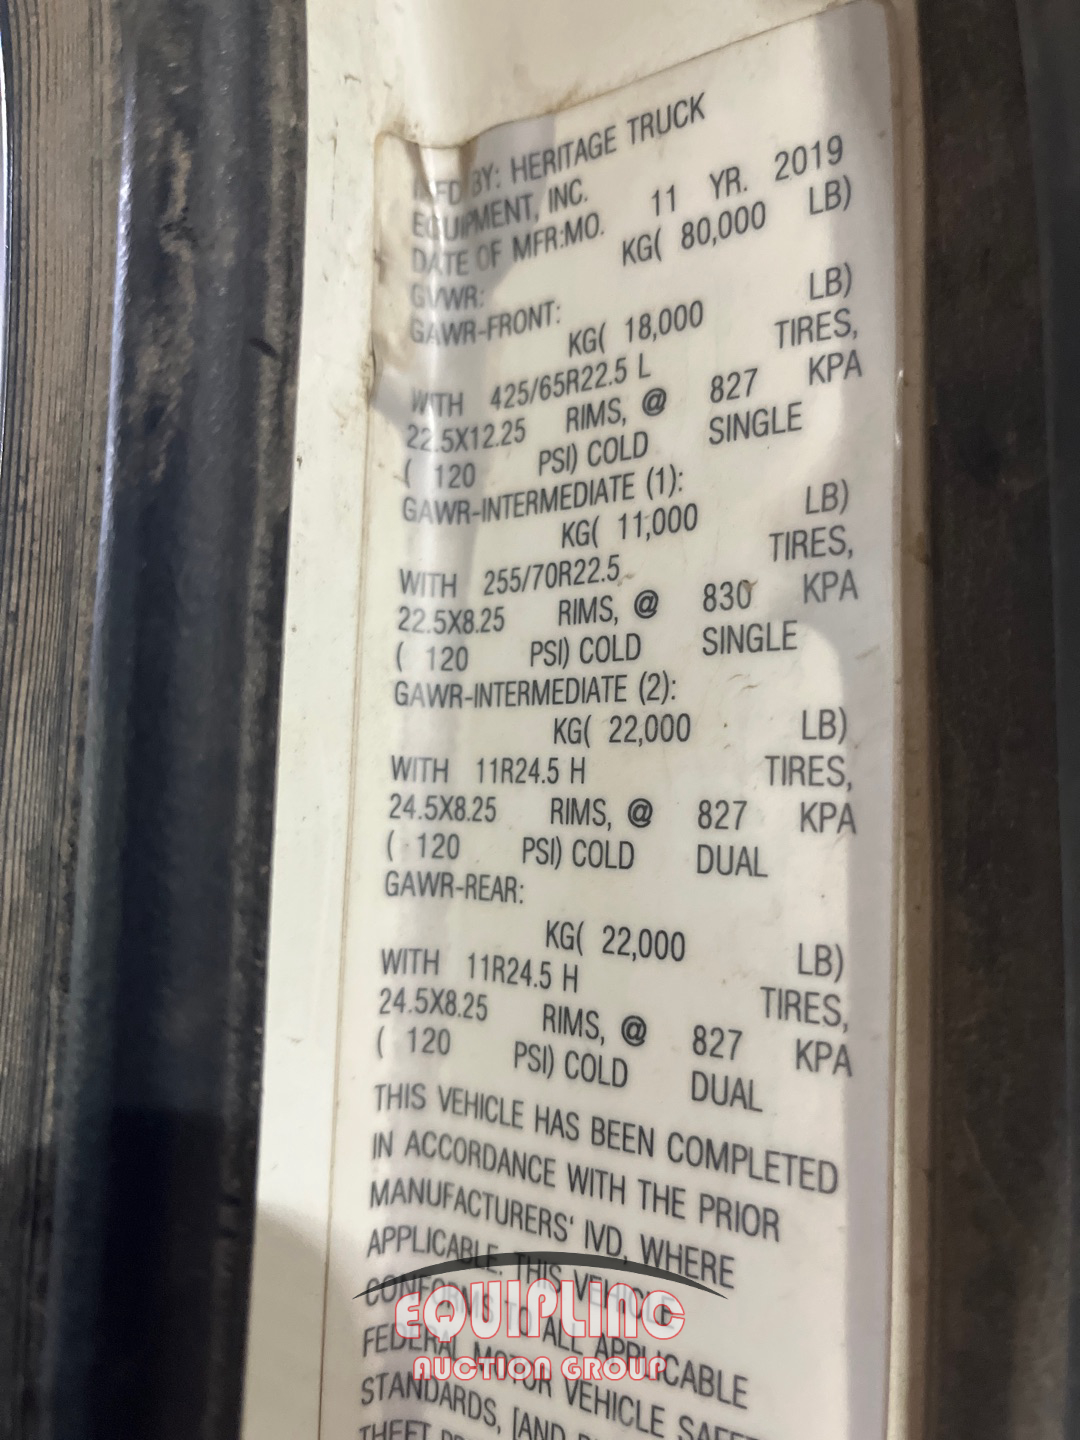 MFD BY: HERITAGE TRUCK
EQUIPMENT, INC.
DATE OF MFR:MO. 11 YR. 2019
GVWR: KG( 80,000 LB)
GAWR-FRONT:
KG( 18,000 LB)
WITH 425/65R22.5 L TIRES,
22.5X12.25 RIMS, @ 827 KPA
( 120 PSI) COLD SINGLE
GAWR-INTERMEDIATE (1):
KG( 11,000 LB)
WITH 255/70R22.5 TIRES,
22.5X8.25 RIMS, @ 830 KPA
( 120 PSI) COLD SINGLE
GAWR-INTERMEDIATE (2):
KG( 22,000 LB)
WITH 11R24.5 H TIRES,
24.5X8.25 RIMS, @ 827 KPA
( 120 PSI) COLD DUAL
GAWR-REAR:
KG( 22,000 LB)
WITH 11R24.5 H TIRES,
24.5X8.25 RIMS, @ 827 KPA
( 120 PSI) COLD DUAL
THIS VEHICLE HAS BEEN COMPLETED
IN ACCORDANCE WITH THE PRIOR
MANUFACTURERS' IVD, WHERE
APPLICABLE. THIS VEHICLE
CONFORMS TO ALL APPLICABLE
FEDERAL MOTOR VEHICLE
STANDARDS, [AND
THEFT
EQUIPLINC
AUCTION GROUP